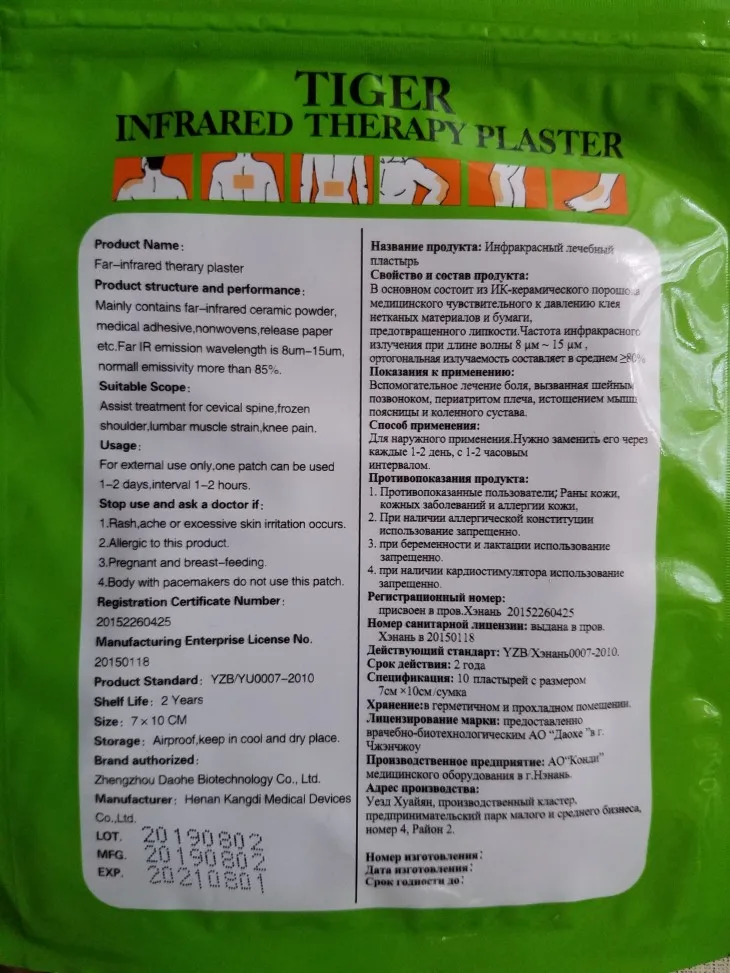 TIGER
INFRARED THERAPY PLASTER
Product Name:
Far-infrared therary plaster
Product structure and performance:
Mainly contains far-infrared ceramic powder,
medical adhesive,nonwovens,release paper
etc.Far IR emission wavelength is 8um-15um,
normall emissivity more than 85%.
Suitable Scope:
Assist treatment for cevical spine,frozen
shoulder,lumbar muscle strain,knee pain.
Usage:
For external use only,one patch can be used
1-2 days,interval 1-2 hours.
Stop use and ask a doctor if:
1.Rash,ache or excessive skin irritation occurs.
2.Allergic to this product.
3.Pregnant and breast-feeding.
4.Body with pacemakers do not use this patch.
Registration Certificate Number:
20152260425
Manufacturing Enterprise License No.
20150118
Product Standard: YZB/YU0007-2010
Shelf Life: 2 Years
Size: 7×10 CM
Storage: Airproof,keep in cool and dry place.
Brand authorized:
Zhengzhou Daohe Biotechnology Co., Ltd.
Manufacturer: Henan Kangdi Medical Devices
Co.,Ltd.
LOT. 20190802
MFG. 20190802
EXP. 20210801
Название продукта: Инфракрасный лечебный
пластырь
Свойство и состав продукта:
В основном состоит из ИК-керамического порошка
медицинского чувствительного к давлению клея
нетканых материалов и бумаги,
предотвращенного липкости.Частота инфракрасного
излучения при длине волны 8 μм ~ 15 μм ,
ортогональная излучаемость составляет в среднем ≥80%
Показания к применению:
Вспомогательное лечение боля, вызванная шейным
позвоноком, периатритом плеча, истощением мышц
поясницы и коленного сустава.
Способ применения:
Для наружного применения.Нужно заменить его через
каждые 1-2 день, с 1-2 часовым
интервалом.
Противопоказания продукта:
1. Противопоказанные пользователи; Раны кожи,
кожных заболеваний и аллергии кожи,
2. При наличии аллергической конституции
использование запрещенно.
3. при беременности и лактации использование
запрещенно.
4. при наличии кардиостимулятора использование
запрещенно.
Регистрационный номер:
присвоен в пров.Хэнань 20152260425
Номер санитарной лицензии: выдана в пров.
Хэнань в 20150118
Действующий стандарт: YZB/Хэнань0007-2010.
Срок действия: 2 года
Спецификация: 10 пластырей с размером
7см ×10см /сумка
Хранение:в герметичном и прохладном помещении.
Лицензирование марки: предоставленно
врачебно-биотехнологическим АО "Даохе "в г.
Чжэнчжоу
Производственное предприятие: АО"Конди"
медицинского оборудования в г.Нэнань.
Адрес производства:
Уезд Хуайян, производственный кластер,
предпринимательский парк малого и среднего бизнеса,
номер 4, Район 2.
Номер изготовления:
Дата изготовления:
Срок годности до: